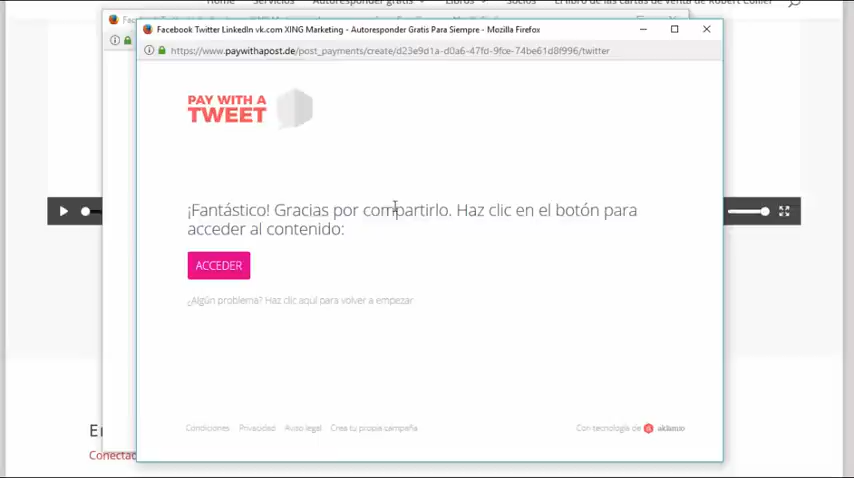 Home Servicios Autoresponder gratis Libros Socios El libro de las cartas de venta de Robert Collier
Facebook Twitter LinkedIn vk.com XING Marketing - Autoresponder Gratis Para Siempre - Mozilla Firefox
https://www.paywithapost.de/post_payments/create/d23e9d1a-d0a6-47fd-9fce-74be61d8f996/twitter
PAY WITH A
TWEET
¡Fantástico! Gracias por compartirlo. Haz clic en el botón para
acceder al contenido:
ACCEDER
¿Algún problema? Haz clic aquí para volver a empezar
Condiciones Privacidad Aviso legal Crea tu propia campaña
Con tecnología de
Conectad